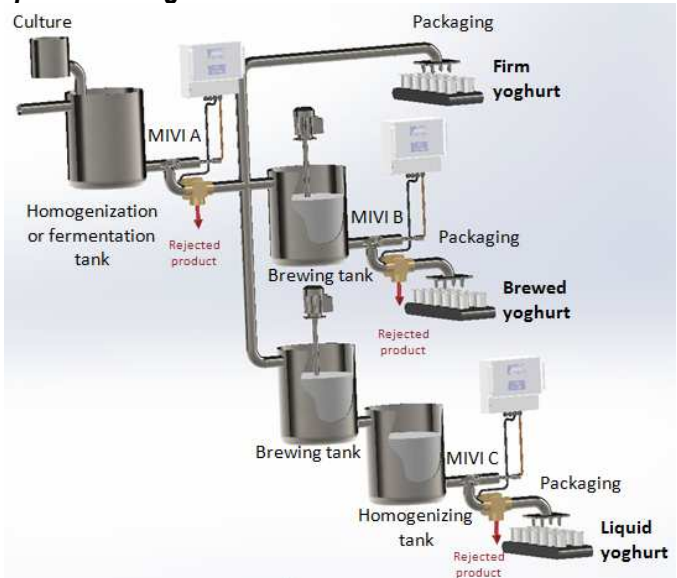 Culture
Packaging
Firm
yoghurt
MIVI A
Homogenization
or fermentation
tank
Rejected
product
MIVI B
Packaging
Brewing tank
Brewed
yoghurt
Rejected
product
Brewing tank
MIVI C
Packaging
Homogenizing
tank
Liquid
yoghurt
Rejected
product